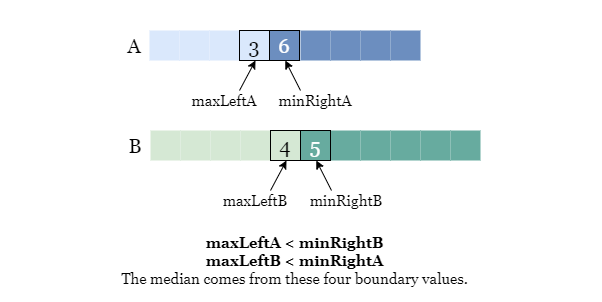 A 3 6
maxLeftA minRightA
B 4 5
maxLeftB minRightB
maxLeftA < minRightB
maxLeftB < minRightA
The median comes from these four boundary values.